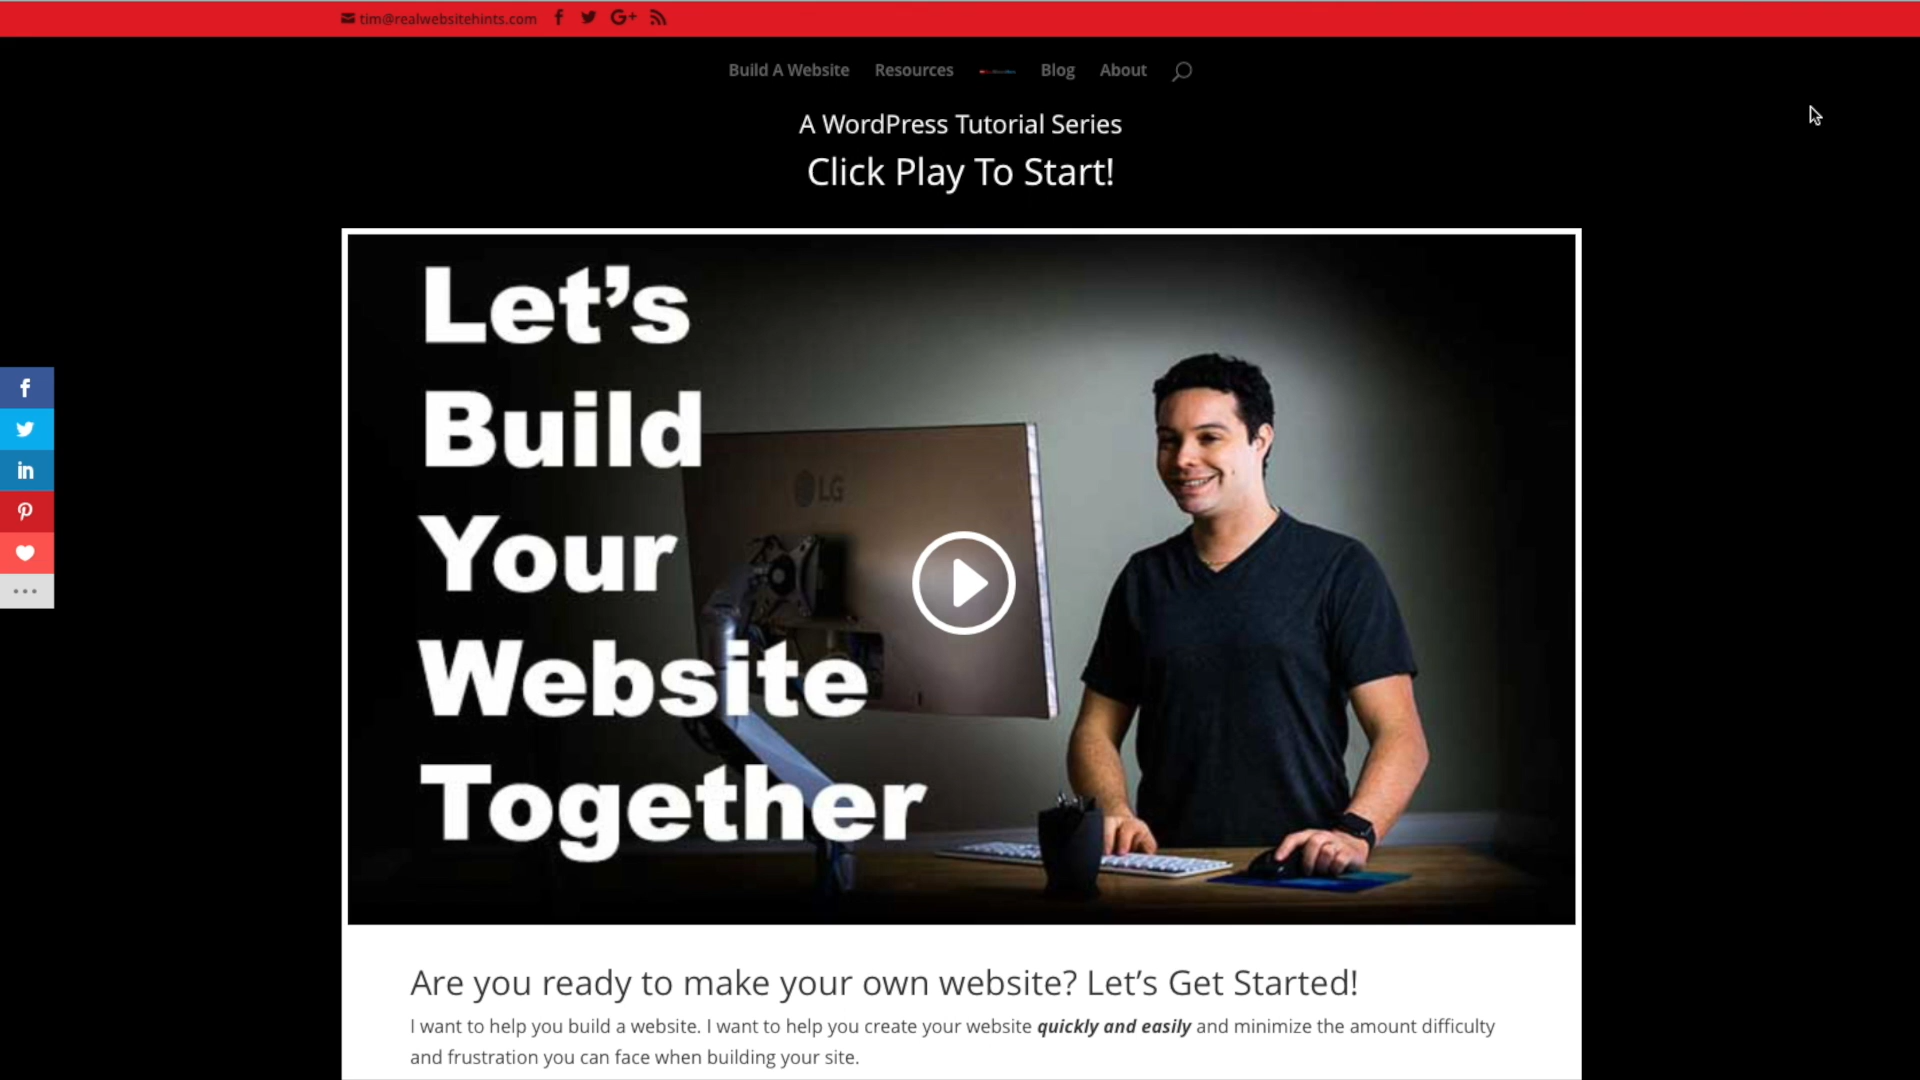 tim@realwebsitehints.com
Build A Website Resources Blog About
A WordPress Tutorial Series
Click Play To Start!
Let’s
Build
Your
Website
Together
LG
Are you ready to make your own website? Let’s Get Started!
I want to help you build a website. I want to help you create your website quickly and easily and minimize the amount difficulty
and frustration you can face when building your site.